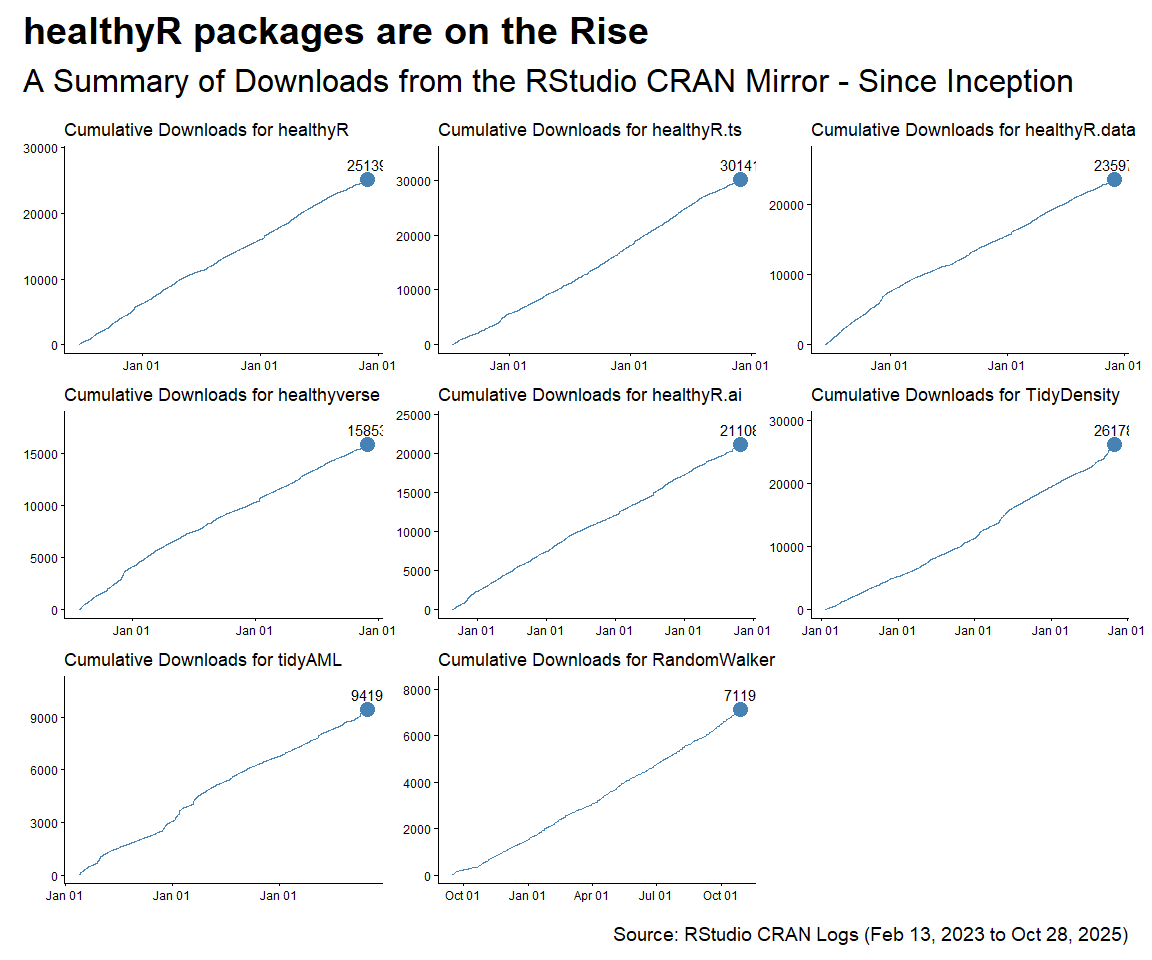 healthyR packages are on the Rise
A Summary of Downloads from the RStudio CRAN Mirror - Since Inception
Cumulative Downloads for healthyR
30000
20000
10000
0
25139
Jan 01 Jan 01 Jan 01
Cumulative Downloads for healthyR.ts
30000
20000
10000
0
30141
Jan 01 Jan 01 Jan 01
Cumulative Downloads for healthyR.data
20000
10000
0
23597
Jan 01 Jan 01 Jan 01
Cumulative Downloads for healthyverse
15000
10000
5000
0
15853
Jan 01 Jan 01 Jan 01
Cumulative Downloads for healthyR.ai
25000
20000
15000
10000
5000
0
21108
Jan 01 Jan 01 Jan 01 Jan 01 Jan 01
Cumulative Downloads for TidyDensity
30000
20000
10000
0
26178
Jan 01 Jan 01 Jan 01 Jan 01 Jan 01
Cumulative Downloads for tidyAML
9000
6000
3000
0
9419
Jan 01 Jan 01 Jan 01
Cumulative Downloads for RandomWalker
8000
6000
4000
2000
0
7119
Oct 01 Jan 01 Apr 01 Jul 01 Oct 01
Source: RStudio CRAN Logs (Feb 13, 2023 to Oct 28, 2025)